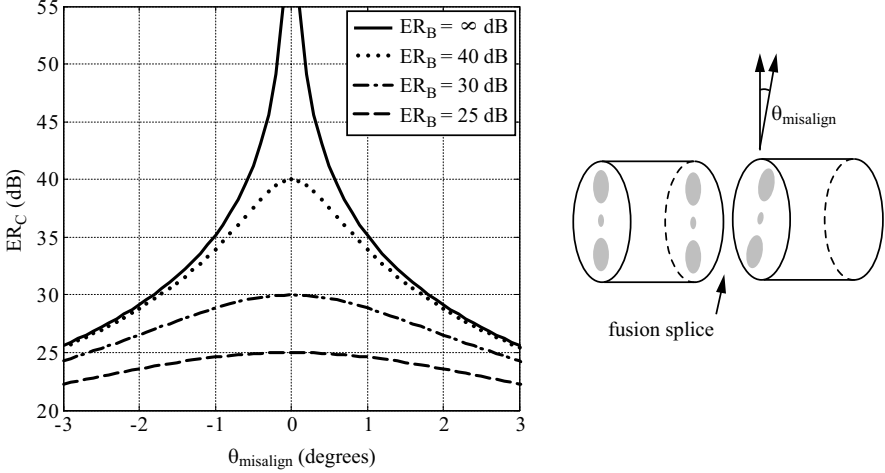 55
50
45
40
35
30
25
20
ER_C (dB)
-3 -2 -1 0 1 2 3
θ_misalign (degrees)
ER_B = ∞ dB
ER_B = 40 dB
ER_B = 30 dB
ER_B = 25 dB
θ_misalign
fusion splice